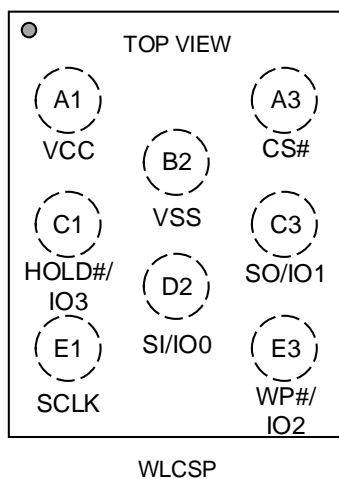 TOP VIEW
A1
A3
VCC
CS#
B2
VSS
C1
C3
HOLD#/
IO3
SO/IO1
D2
SI/IO0
E1
E3
SCLK
WP#/
IO2
WLCSP